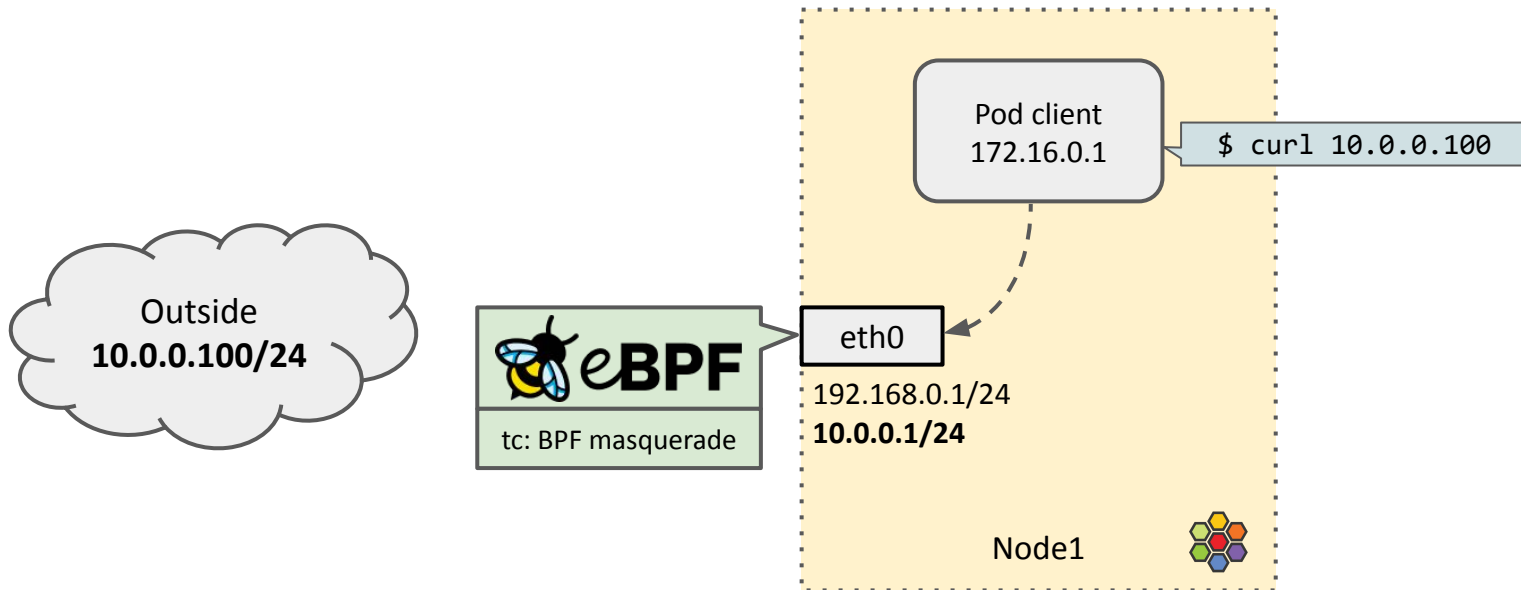 Pod client
172.16.0.1
$ curl 10.0.0.100
Outside
10.0.0.100/24
eBPF
tc: BPF masquerade
eth0
192.168.0.1/24
10.0.0.1/24
Node1